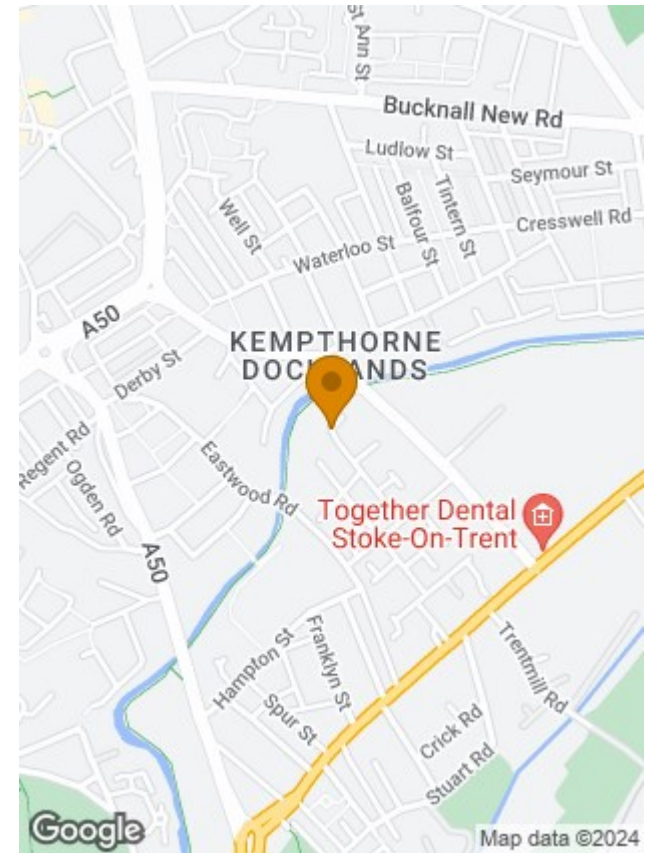 St Ann St
Bucknall New Rd
Ludlow St
Seymour St
Tintern St
Balfour St
Cresswell Rd
Well St
Waterloo St
A50
KEMPTHORNE
Derby St
Regent Rd
Ogden Rd
Eastwood Rd
Together Dental
Stoke-On-Trent
A50
Hampton St
Franklyn St
Trentmill Rd
Spur St
Crick Rd
Stuart Rd
Google
Map data ©2024